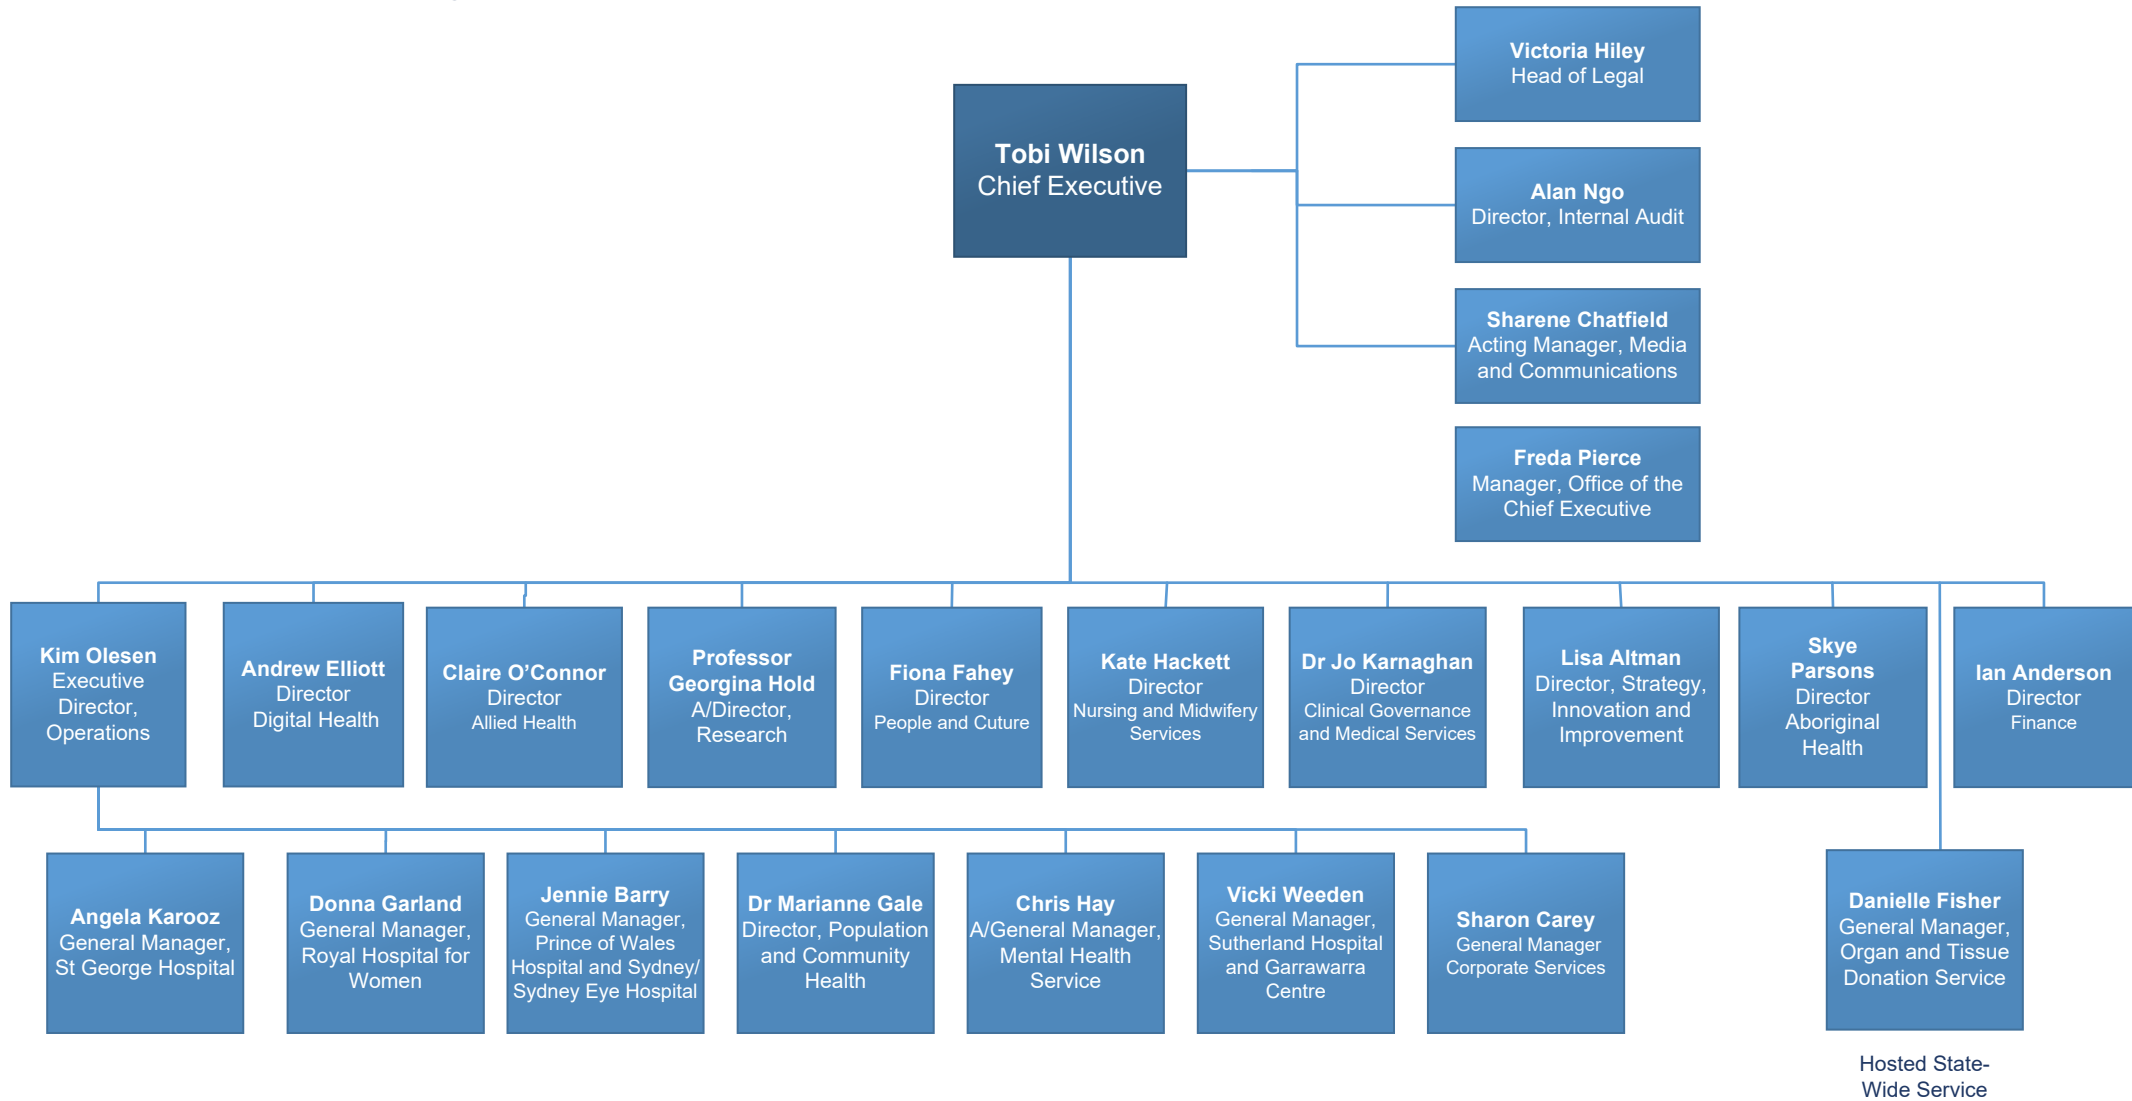 Victoria Hiley
Head of Legal
Tobi Wilson
Chief Executive
Alan Ngo
Director, Internal Audit
Sharene Chatfield
Acting Manager, Media
and Communications
Freda Pierce
Manager, Office of the
Chief Executive
Kim Olesen
Executive
Director,
Operations
Andrew Elliott
Director
Digital Health
Claire O’Connor
Director
Allied Health
Professor
Georgina Hold
A/Director,
Research
Fiona Fahey
Director
People and Cuture
Kate Hackett
Director
Nursing and Midwifery
Services
Dr Jo Karnaghan
Director
Clinical Governance
and Medical Services
Lisa Altman
Director, Strategy,
Innovation and
Improvement
Skye
Parsons
Director
Aboriginal
Health
Ian Anderson
Director
Finance
Angela Karooz
General Manager,
St George Hospital
Donna Garland
General Manager,
Royal Hospital for
Women
Jennie Barry
General Manager,
Prince of Wales
Hospital and Sydney/
Sydney Eye Hospital
Dr Marianne Gale
Director, Population
and Community
Health
Chris Hay
A/General Manager,
Mental Health
Service
Vicki Weeden
General Manager,
Sutherland Hospital
and Garrawarra
Centre
Sharon Carey
General Manager
Corporate Services
Danielle Fisher
General Manager,
Organ and Tissue
Donation Service
Hosted State-
Wide Service